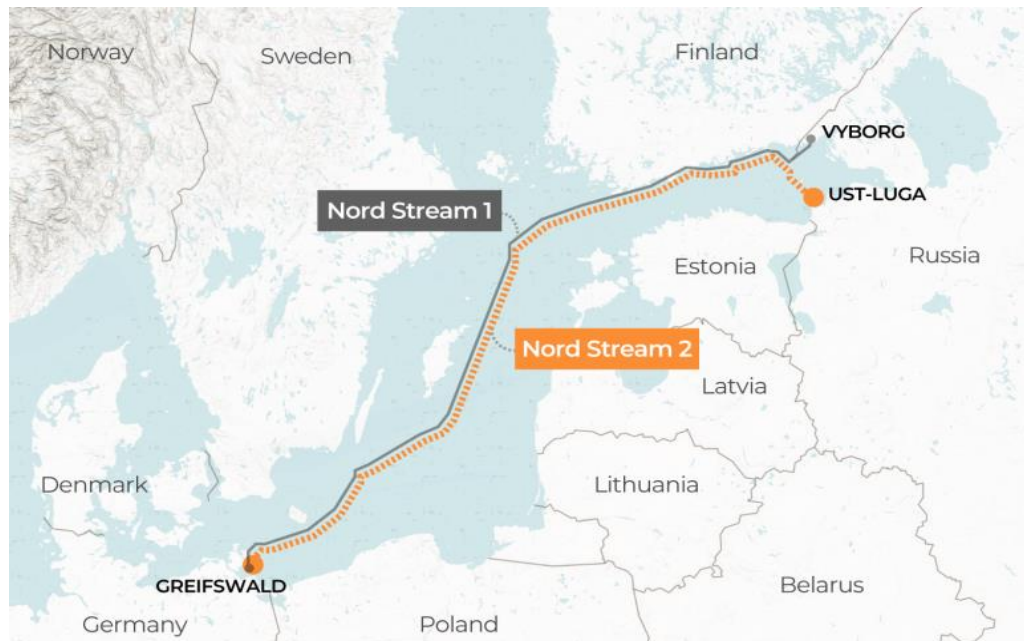 Norway
Sweden
Finland
VYBORG
UST-LUGA
Nord Stream 1
Estonia
Russia
Nord Stream 2
Latvia
Denmark
Lithuania
GREIFSWALD
Belarus
Germany
Poland